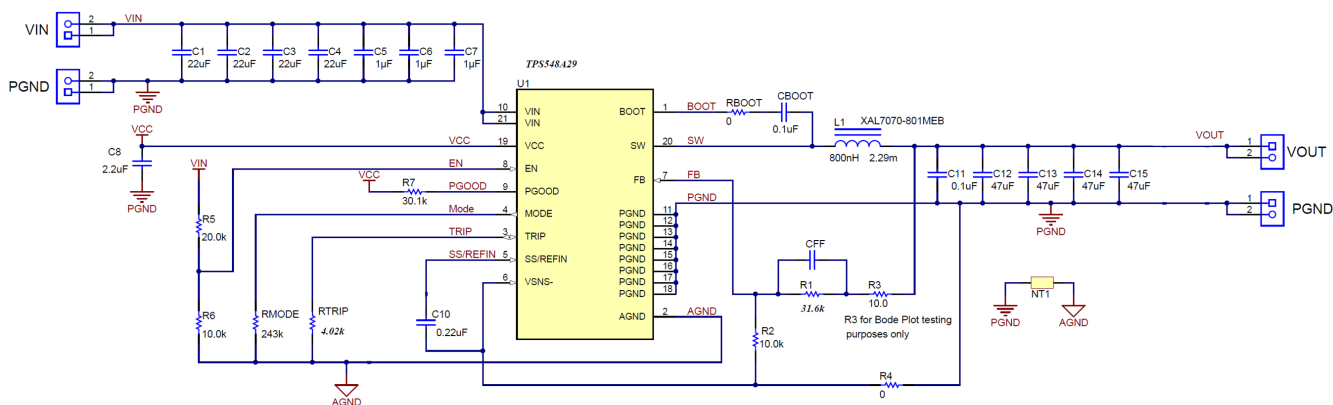 VIN
2
1
VIN
PGND
2
1
C1
22uF
C2
22uF
C3
22uF
C4
22uF
C5
1µF
C6
1µF
C7
1µF
PGND
VCC
C8
2.2uF
PGND
VIN
R5
20.0k
R6
10.0k
VCC
R7
30.1k
RMODE
243k
RTRIP
4.02k
C10
0.22uF
AGND
VCC
EN
PGOOD
Mode
TRIP
SS/REFIN
TPS548A29
U1
10
VIN
21
VIN
19
VCC
8
EN
9
PGOOD
4
MODE
3
TRIP
5
SS/REFIN
6
VSNS-
BOOT
1
SW
20
FB
7
PGND
11
PGND
12
PGND
13
PGND
14
PGND
15
PGND
16
PGND
17
PGND
18
AGND
2
BOOT
SW
FB
PGND
AGND
RBOOT
0
CBOOT
0.1uF
L1
XAL7070-801MEB
800nH
2.29m
CFF
R1
31.6k
R3
10.0
R3 for Bode Plot testing
purposes only
R2
10.0k
R4
0
C11
0.1uF
C12
47uF
C13
47uF
C14
47uF
C15
47uF
PGND
VOUT
1
2
VOUT
1
2
PGND
NT1
PGND
AGND